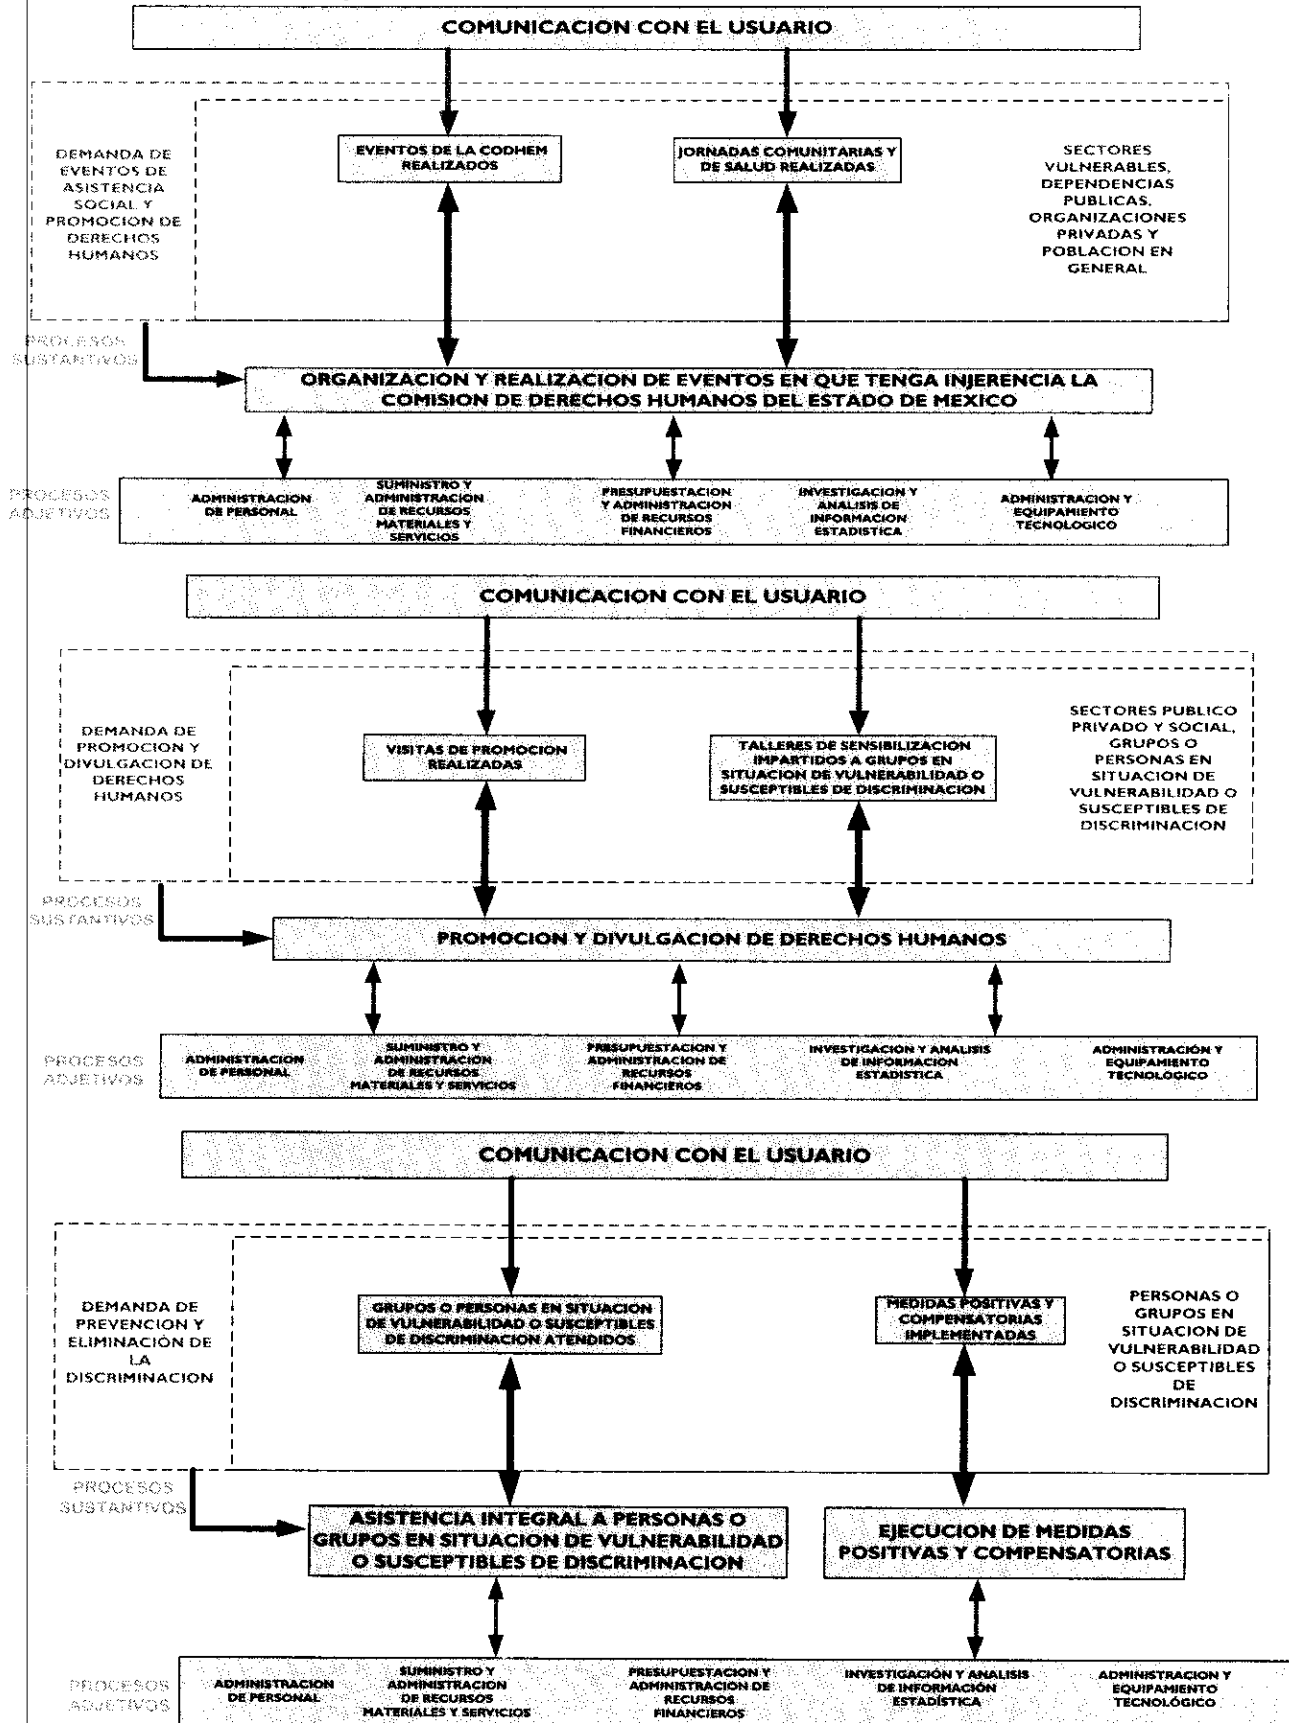 COMUNICACION CON EL USUARIO
EVENTOS DE LA CODHEM
REALIZADOS
JORNADAS COMUNITARIAS Y
DE SALUD REALIZADAS
DEMANDA DE
EVENTOS DE
ASISTENCIA
SOCIAL Y
PROMOCION DE
DERECHOS
HUMANOS
SECTORES
VULNERABLES,
DEPENDENCIAS
PUBLICAS,
ORGANIZACIONES
PRIVADAS Y
POBLACION EN
GENERAL
PROCESOS
SUSTANTIVOS
ORGANIZACION Y REALIZACION DE EVENTOS EN QUE TENGA INJERENCIA LA
COMISION DE DERECHOS HUMANOS DEL ESTADO DE MEXICO
PROCESOS
ADJETIVOS
ADMINISTRACION
DE PERSONAL
SUMINISTRO Y
ADMINISTRACION
DE RECURSOS
MATERIALES Y
SERVICIOS
PRESUPUESTACION
Y ADMINISTRACION
DE RECURSOS
FINANCIEROS
INVESTIGACION Y
ANALISIS DE
INFORMACION
ESTADISTICA
ADMINISTRACION Y
EQUIPAMIENTO
TECNOLOGICO
COMUNICACION CON EL USUARIO
DEMANDA DE
PROMOCION Y
DIVULGACION DE
DERECHOS
HUMANOS
VISITAS DE PROMOCION
REALIZADAS
TALLERES DE SENSIBILIZACION
IMPARTIDOS A GRUPOS EN
SITUACION DE VULNERABILIDAD O
SUSCEPTIBLES DE DISCRIMINACION
SECTORES PUBLICO
PRIVADO Y SOCIAL,
GRUPOS O
PERSONAS EN
SITUACION DE
VULNERABILIDAD O
SUSCEPTIBLES DE
DISCRIMINACION
PROCESOS
SUSTANTIVOS
PROMOCION Y DIVULGACION DE DERECHOS HUMANOS
PROCESOS
ADJETIVOS
ADMINISTRACION
DE PERSONAL
SUMINISTRO Y
ADMINISTRACION
DE RECURSOS
MATERIALES Y SERVICIOS
PRESUPUESTACION Y
ADMINISTRACION DE
RECURSOS
FINANCIEROS
INVESTIGACION Y ANALISIS
DE INFORMACION
ESTADISTICA
ADMINISTRACIÓN Y
EQUIPAMIENTO
TECNOLÓGICO
COMUNICACION CON EL USUARIO
DEMANDA DE
PREVENCION Y
ELIMINACIÓN DE
LA
DISCRIMINACION
GRUPOS O PERSONAS EN SITUACION
DE VULNERABILIDAD O SUSCEPTIBLES
DE DISCRIMINACION ATENDIDOS
MEDIDAS POSITIVAS Y
COMPENSATORIAS
IMPLEMENTADAS
PERSONAS O
GRUPOS EN
SITUACION DE
VULNERABILIDAD
O SUSCEPTIBLES
DE
DISCRIMINACION
PROCESOS
SUSTANTIVOS
ASISTENCIA INTEGRAL A PERSONAS O
GRUPOS EN SITUACION DE VULNERABILIDAD
O SUSCEPTIBLES DE DISCRIMINACION
EJECUCION DE MEDIDAS
POSITIVAS Y COMPENSATORIAS
PROCESOS
ADJETIVOS
ADMINISTRACION
DE PERSONAL
SUMINISTRO Y
ADMINISTRACION
DE RECURSOS
MATERIALES Y SERVICIOS
PRESUPUESTACION Y
ADMINISTRACION DE
RECURSOS
FINANCIEROS
INVESTIGACIÓN Y ANALISIS
DE INFORMACIÓN
ESTADÍSTICA
ADMINISTRACION Y
EQUIPAMIENTO
TECNOLÓGICO